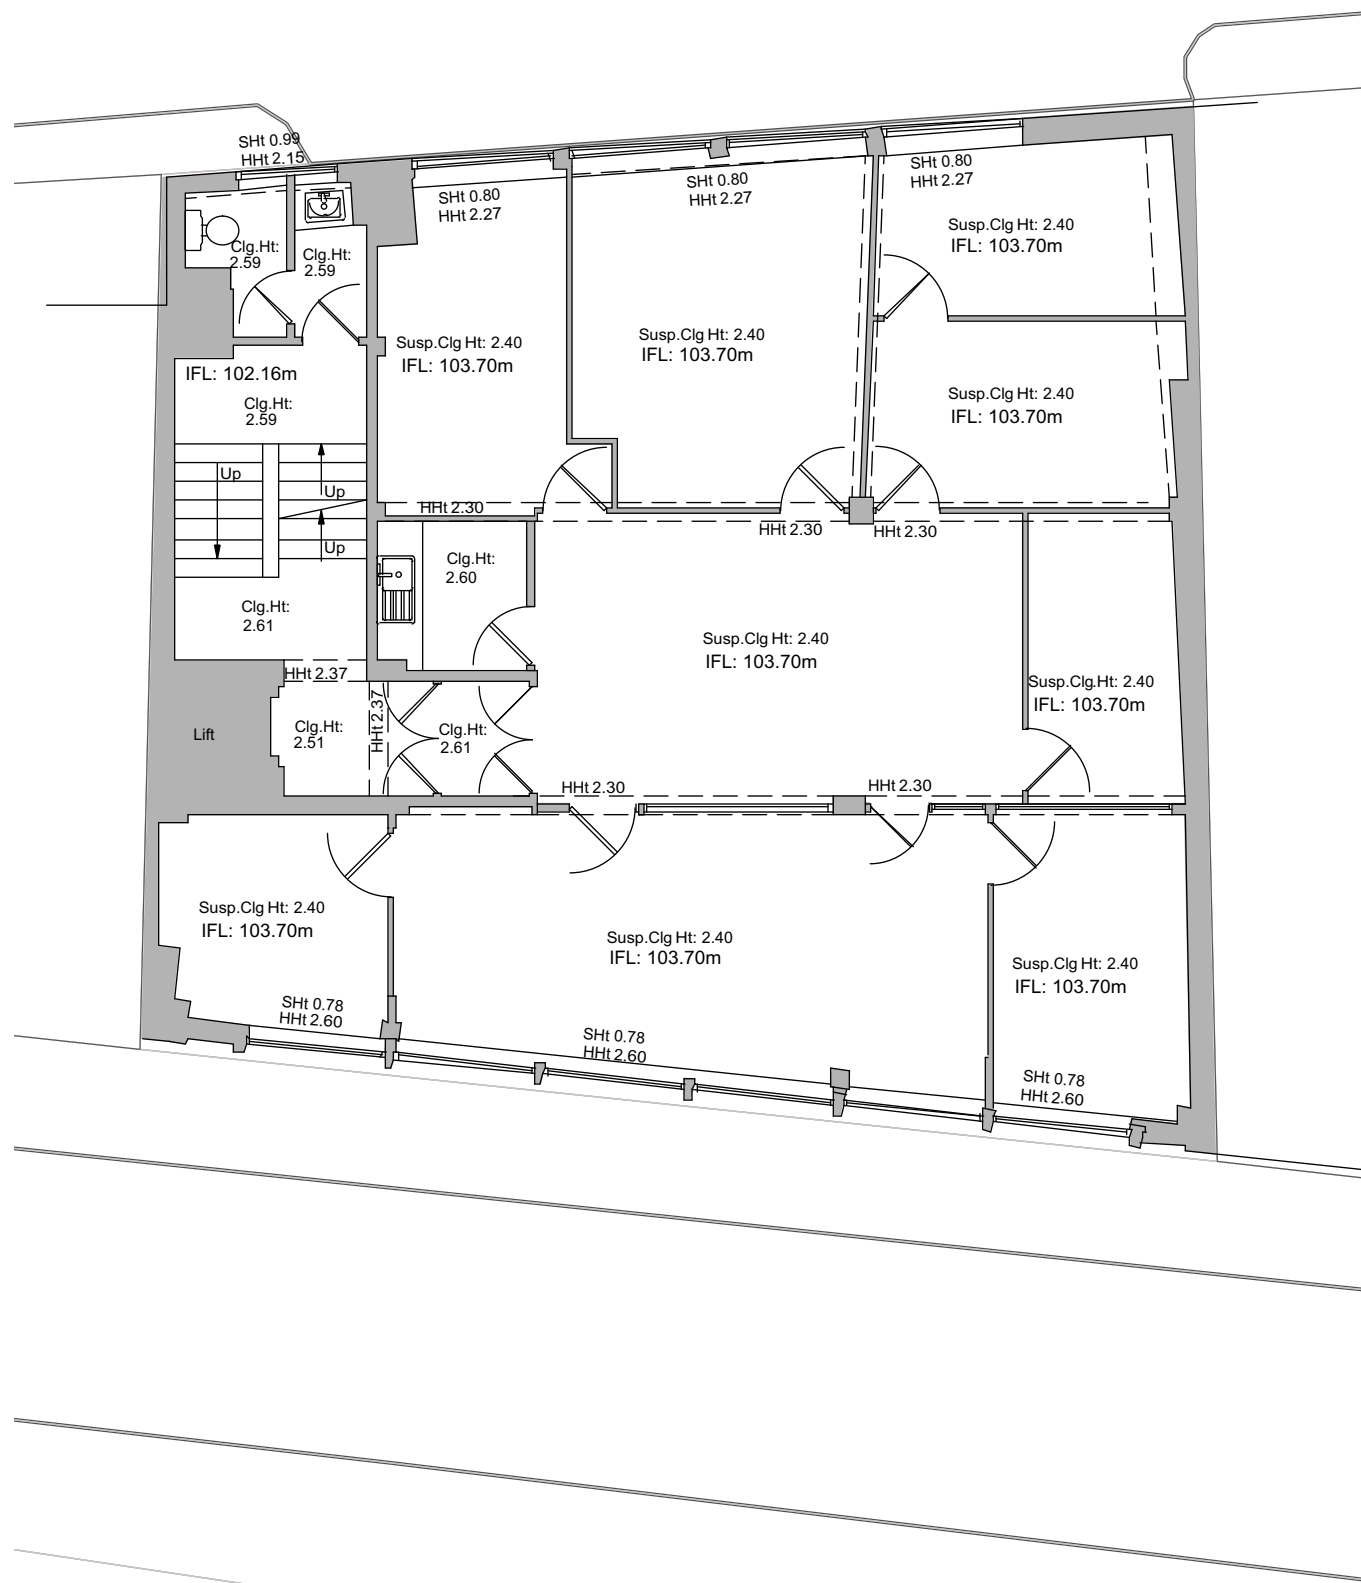 SHt 0.99
HHt 2.15
SHt 0.80
HHt 2.27
SHt 0.80
HHt 2.27
SHt 0.80
HHt 2.27
Clg.Ht:
2.59
Clg.Ht:
2.59
Susp.Clg Ht: 2.40
IFL: 103.70m
Susp.Clg Ht: 2.40
IFL: 103.70m
Susp.Clg Ht: 2.40
IFL: 103.70m
IFL: 102.16m
Clg.Ht:
2.59
Susp.Clg Ht: 2.40
IFL: 103.70m
Up
Up
Up
HHt 2.30
HHt 2.30
HHt 2.30
Clg.Ht:
2.60
Clg.Ht:
2.61
Susp.Clg Ht: 2.40
IFL: 103.70m
HHt 2.37
Susp.Clg.Ht: 2.40
IFL: 103.70m
Lift
Clg.Ht:
2.51
HHt 2.37
Clg.Ht:
2.61
HHt 2.30
HHt 2.30
Susp.Clg Ht: 2.40
IFL: 103.70m
Susp.Clg Ht: 2.40
IFL: 103.70m
Susp.Clg Ht: 2.40
IFL: 103.70m
SHt 0.78
HHt 2.60
SHt 0.78
HHt 2.60
SHt 0.78
HHt 2.60